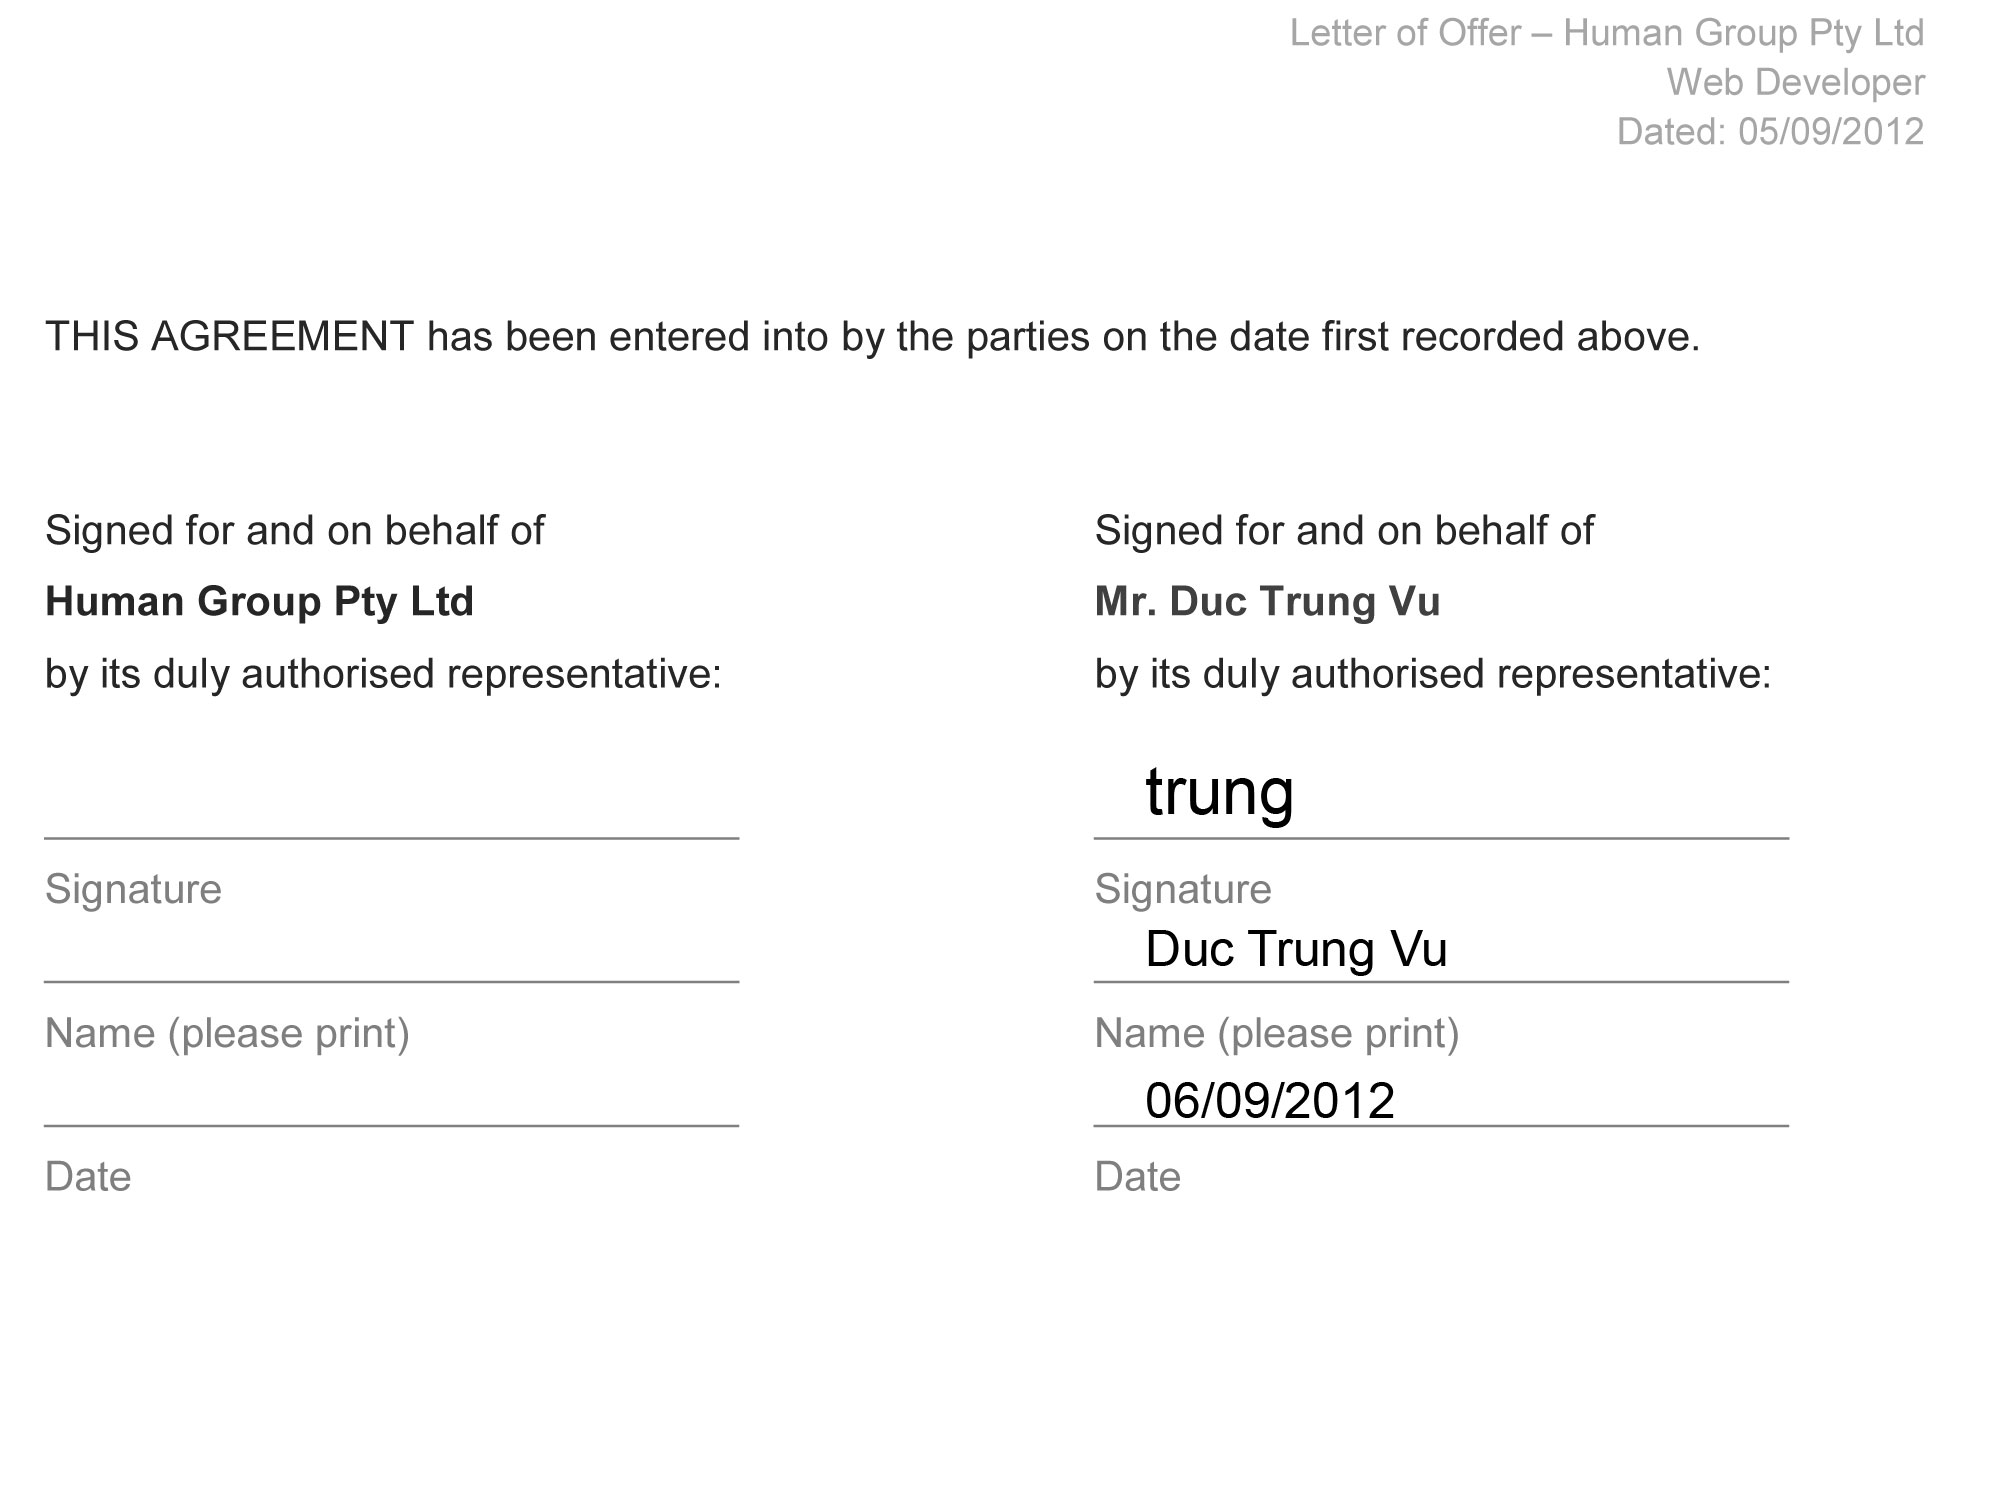 Letter of Offer – Human Group Pty Ltd
Web Developer
Dated: 05/09/2012
THIS AGREEMENT has been entered into by the parties on the date first recorded above.
Signed for and on behalf of
Human Group Pty Ltd
by its duly authorised representative:
Signature
Name (please print)
Date
Signed for and on behalf of
Mr. Duc Trung Vu
by its duly authorised representative:
trung
Signature
Duc Trung Vu
Name (please print)
06/09/2012
Date